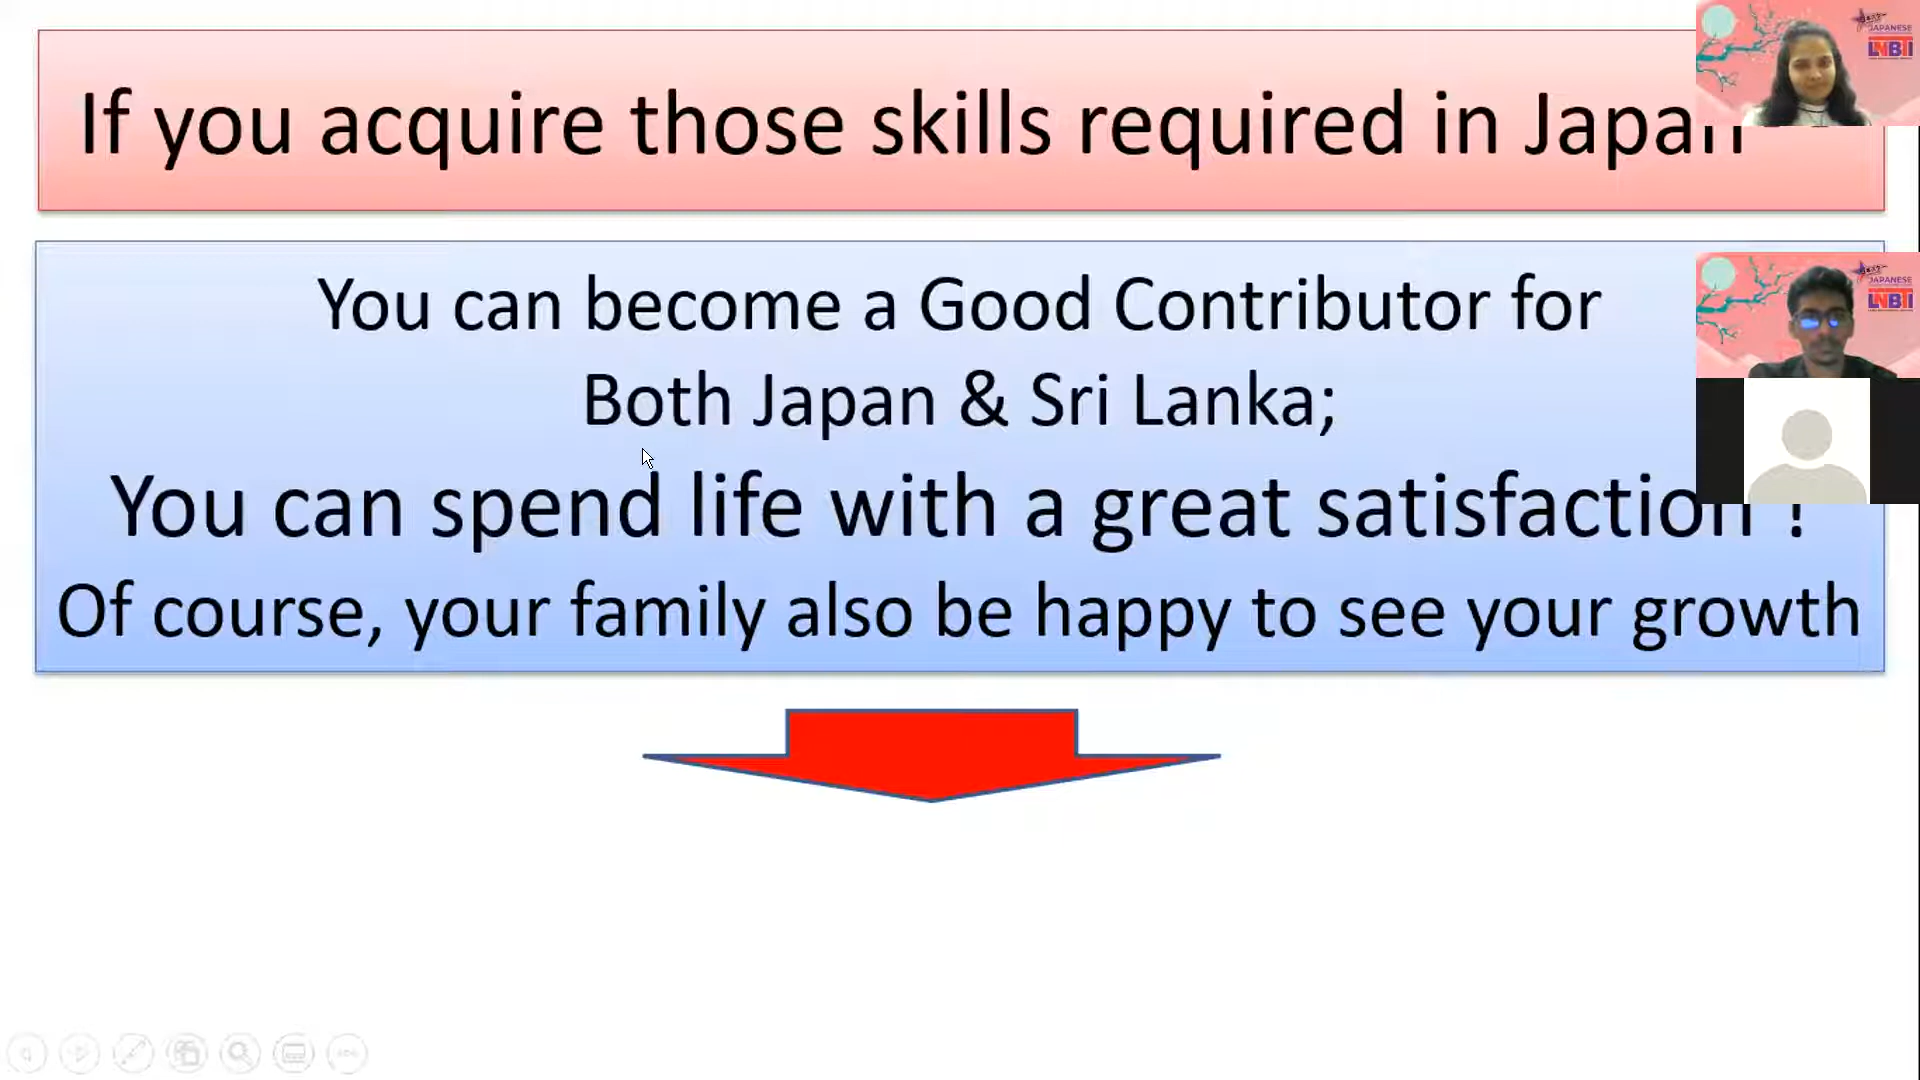 If you acquire those skills required in Japan
You can become a Good Contributor for
Both Japan & Sri Lanka;
You can spend life with a great satisfaction !
Of course, your family also be happy to see your growth
JAPANESE
LNBTI
JAPANESE
LNBTI